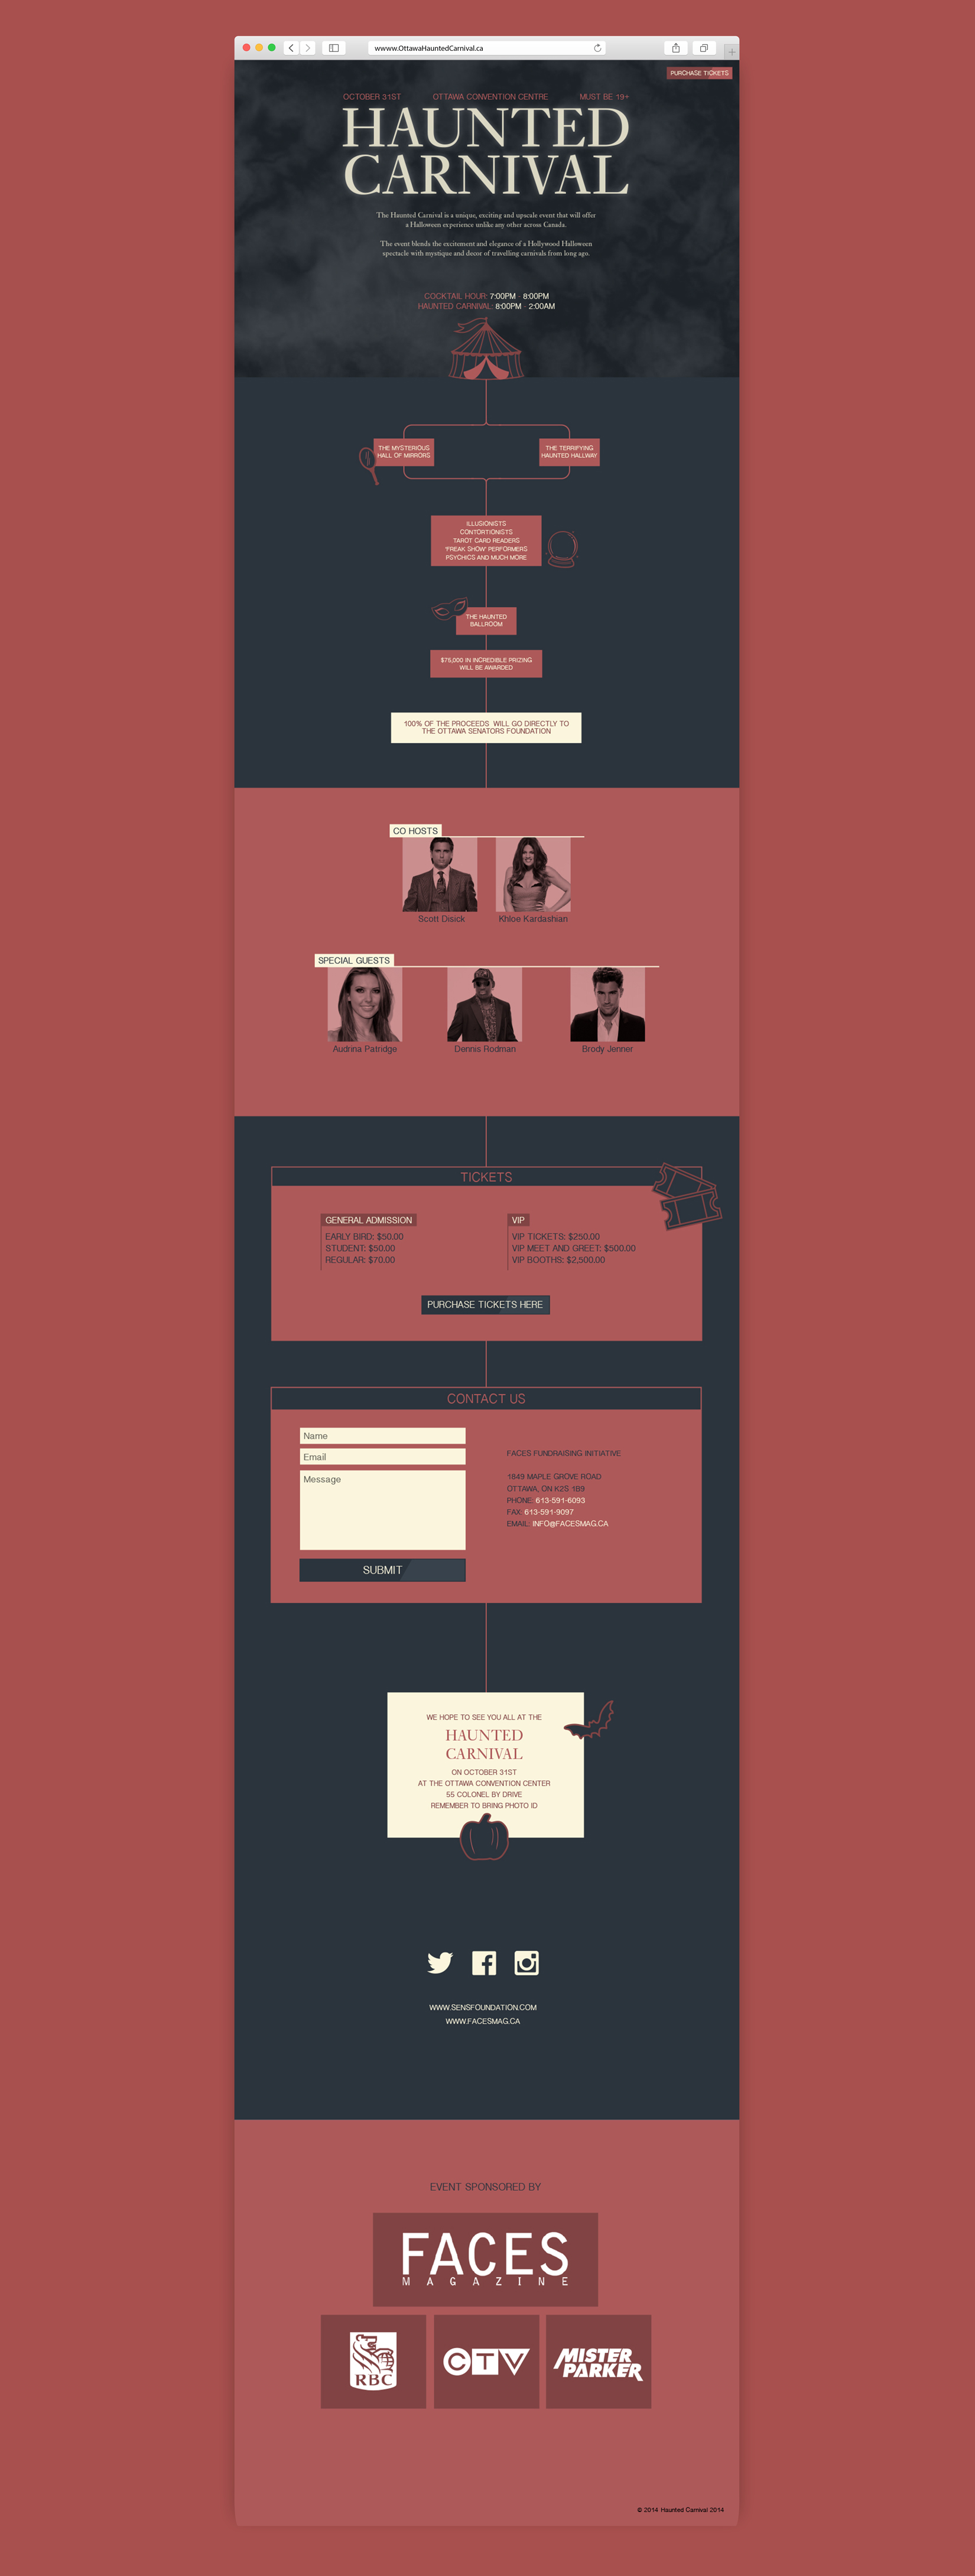 wwww.OttawaHauntedCarnival.ca
PURCHASE TICKETS
OCTOBER 31ST OTTAWA CONVENTION CENTRE MUST BE 19+
HAUNTED
CARNIVAL
The Haunted Carnival is a unique, exciting and upscale event that will offer
a Halloween experience unlike any other across Canada.
The event blends the excitement and elegance of a Hollywood Halloween
spectacle with mystique and decor of travelling carnivals from long ago.
COCKTAIL HOUR: 7:00PM - 8:00PM
HAUNTED CARNIVAL: 8:00PM - 2:00AM
THE MYSTERIOUS
HALL OF MIRRORS
THE TERRIFYING
HAUNTED HALLWAY
ILLUSIONISTS
CONTORTIONISTS
TAROT CARD READERS
'FREAK SHOW' PERFORMERS
PSYCHICS AND MUCH MORE
THE HAUNTED
BALLROOM
$75,000 IN INCREDIBLE PRIZING
WILL BE AWARDED
100% OF THE PROCEEDS WILL GO DIRECTLY TO
THE OTTAWA SENATORS FOUNDATION
CO HOSTS
Scott Disick Khloe Kardashian
SPECIAL GUESTS
Audrina Patridge Dennis Rodman Brody Jenner
TICKETS
GENERAL ADMISSION
EARLY BIRD: $50.00
STUDENT: $50.00
REGULAR: $70.00
VIP
VIP TICKETS: $250.00
VIP MEET AND GREET: $500.00
VIP BOOTHS: $2,500.00
PURCHASE TICKETS HERE
CONTACT US
Name
Email
Message
SUBMIT
FACES FUNDRAISING INITIATIVE
1849 MAPLE GROVE ROAD
OTTAWA, ON K2S 1B9
PHONE: 613-591-6093
FAX: 613-591-9097
EMAIL: INFO@FACESMAG.CA
WE HOPE TO SEE YOU ALL AT THE
HAUNTED
CARNIVAL
ON OCTOBER 31ST
AT THE OTTAWA CONVENTION CENTER
55 COLONEL BY DRIVE
REMEMBER TO BRING PHOTO ID
WWW.SENSFOUNDATION.COM
WWW.FACESMAG.CA
EVENT SPONSORED BY
FACES
MAGAZINE
RBC
CTV
MISTER
PARKER
© 2014 Haunted Carnival 2014